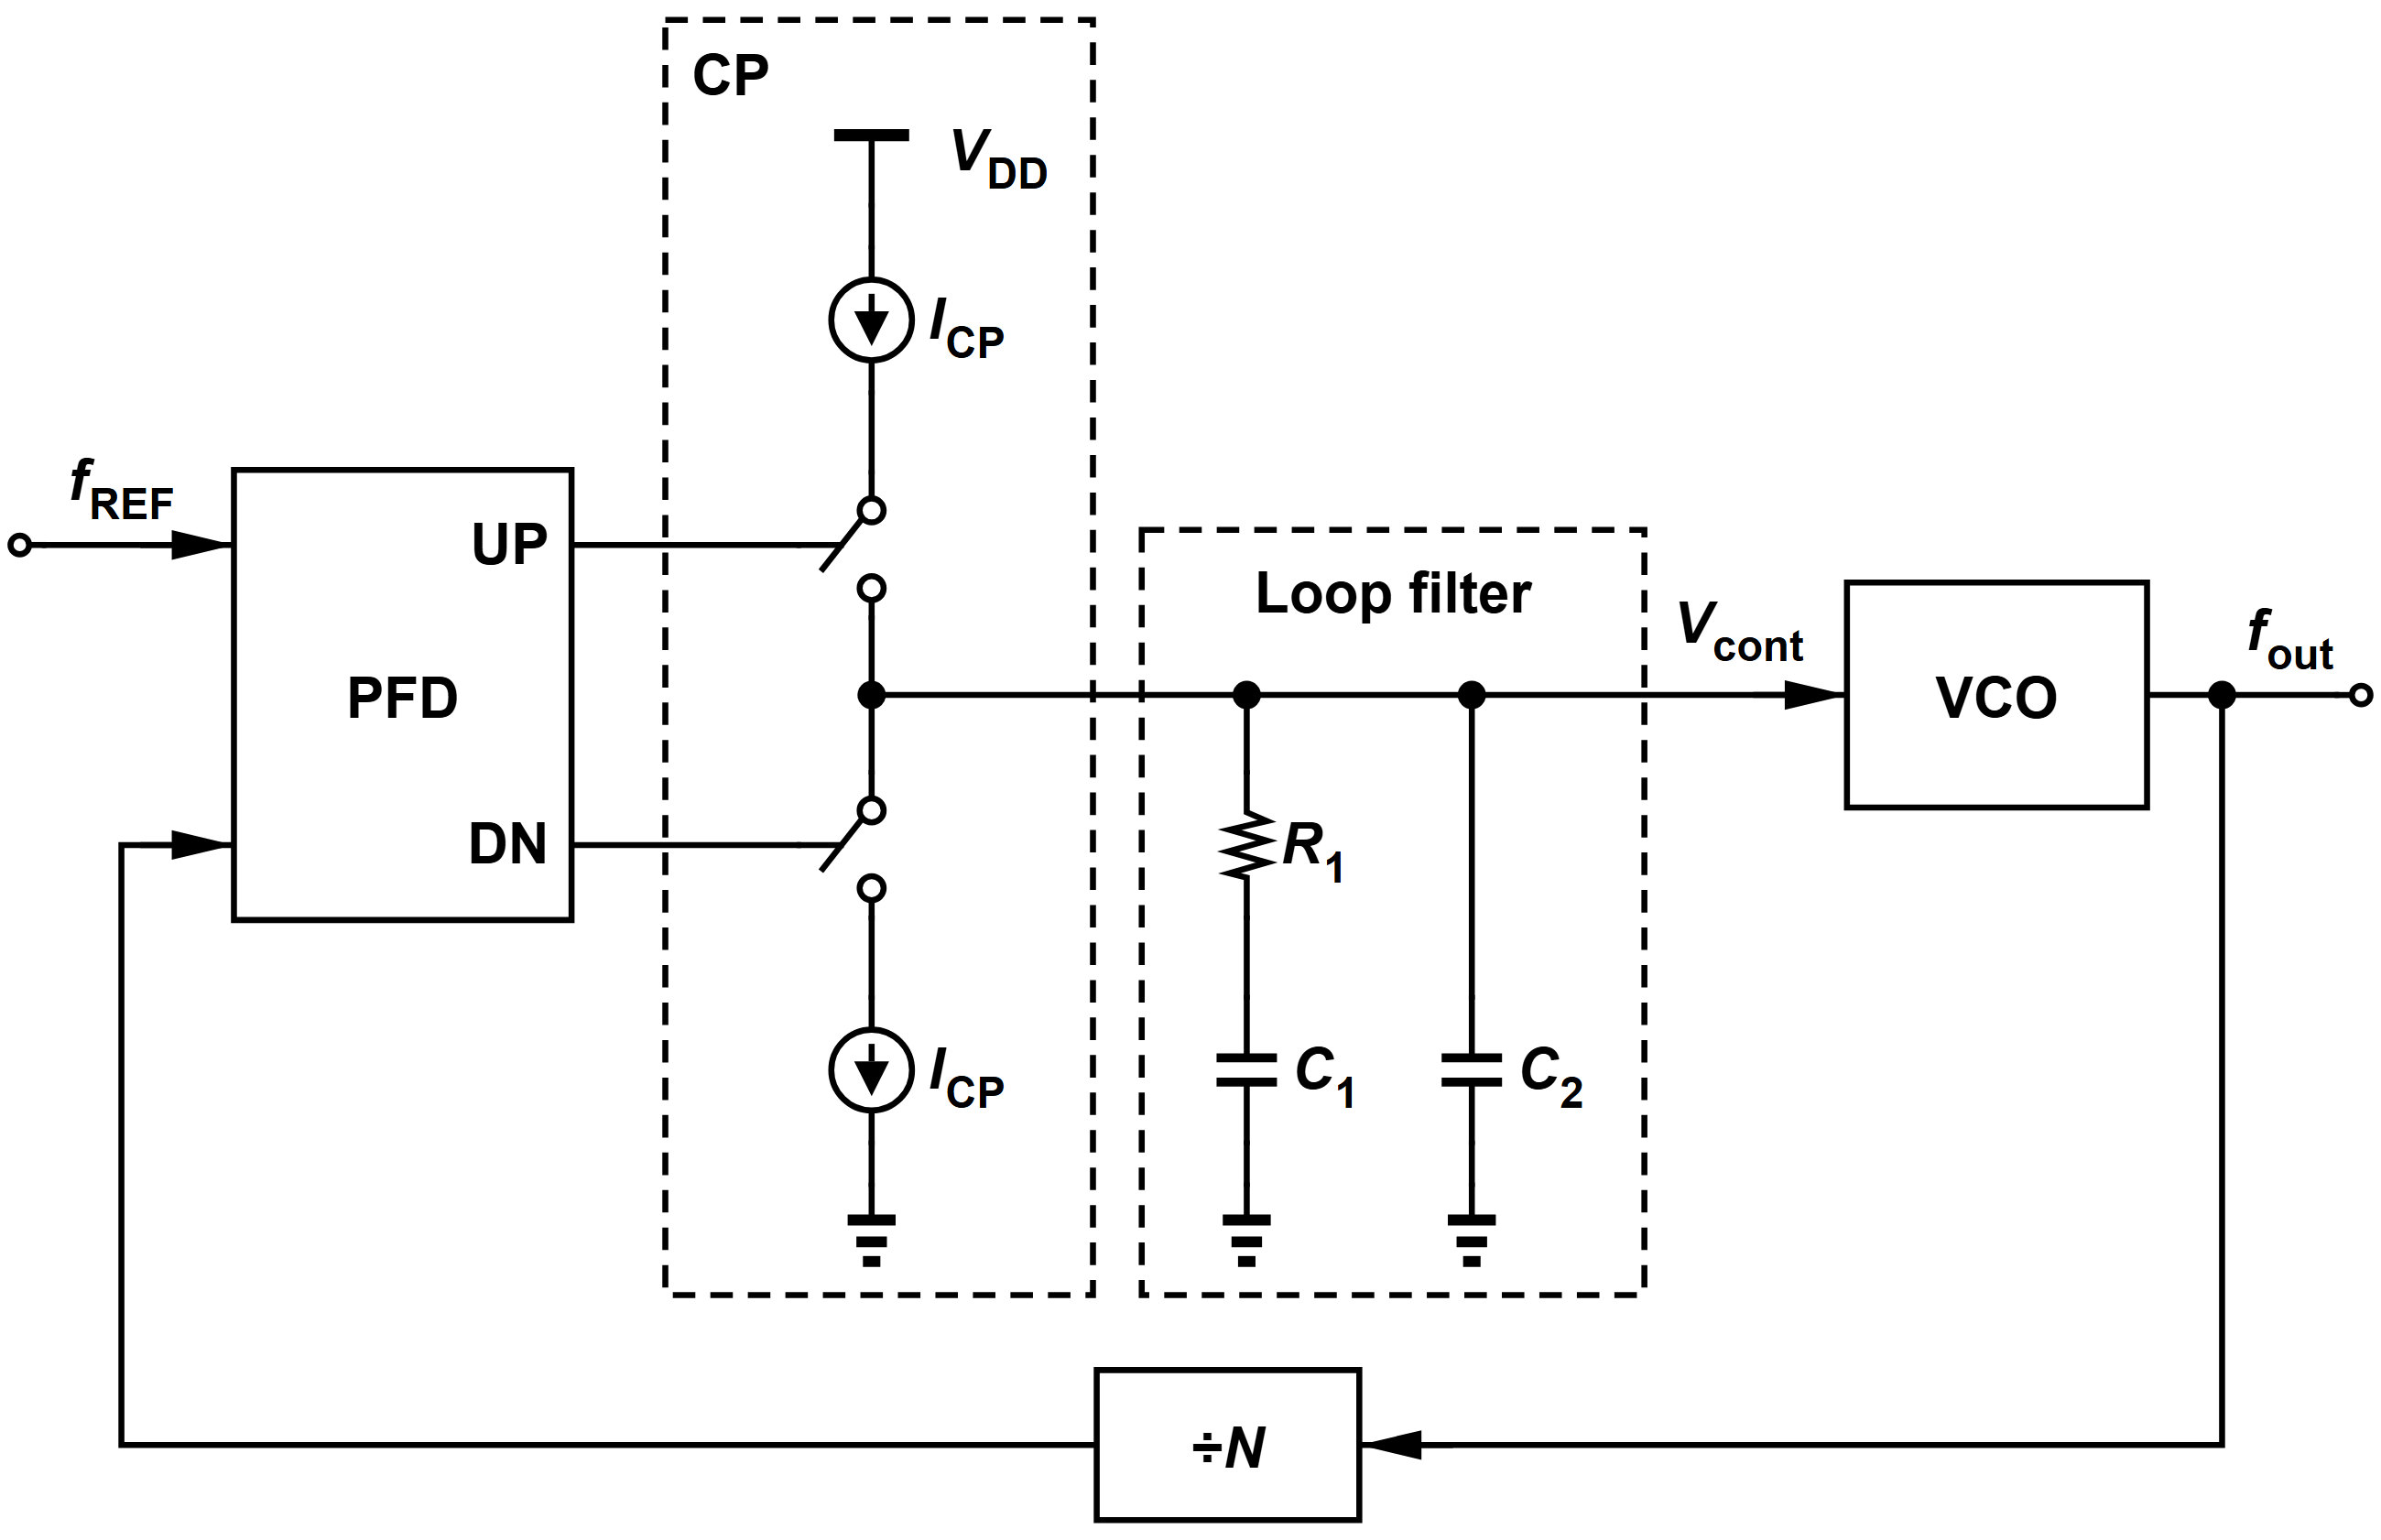 CP
VDD
ICP
fREF
UP
PFD
DN
ICP
Loop filter
R1
C1
C2
Vcont
VCO
fout
÷N